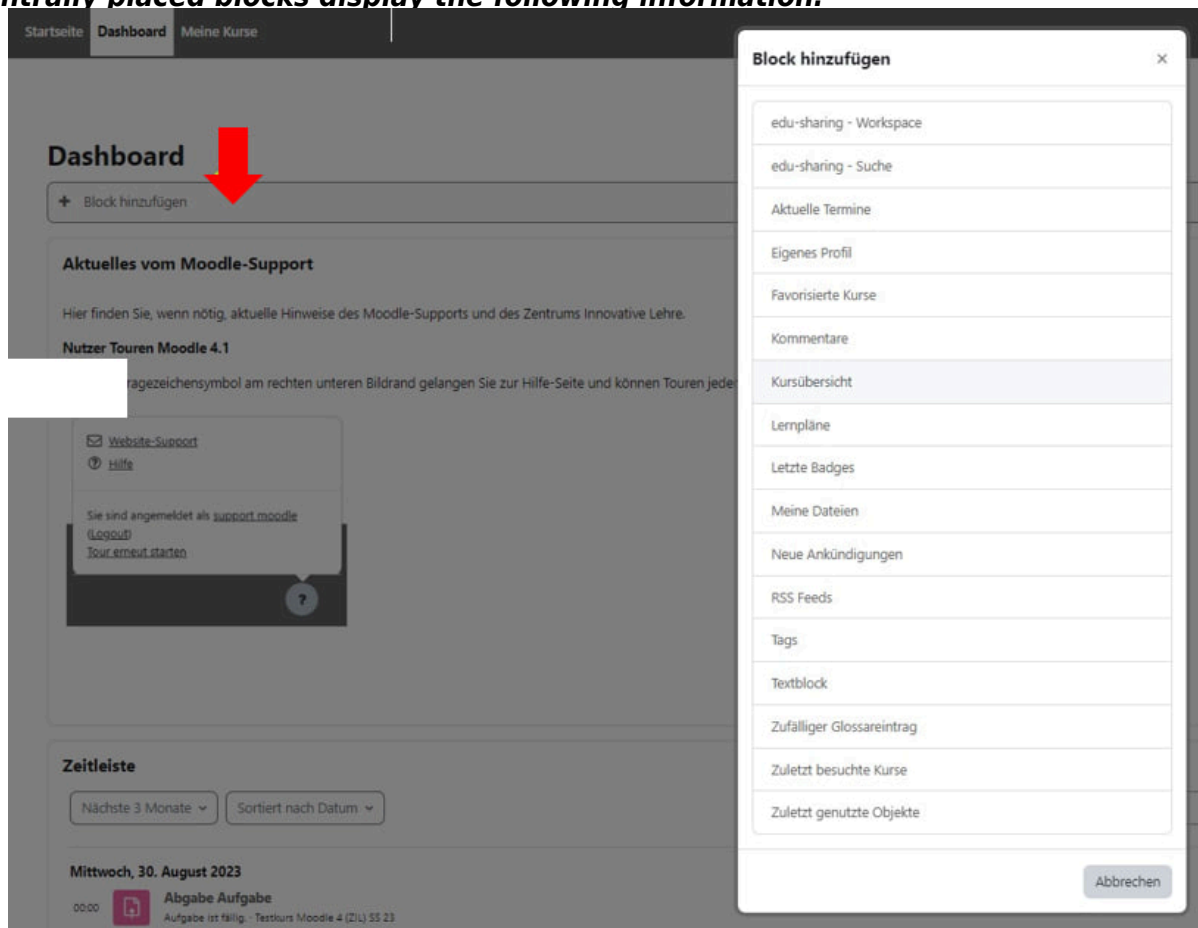 ntrally placed blocks display the following information:
Startseite Dashboard Meine Kurse
Dashboard
+ Block hinzufügen
Aktuelles vom Moodle-Support
Hier finden Sie, wenn nötig, aktuelle Hinweise des Moodle-Supports und des Zentrums Innovative Lehre.
Nutzer Touren Moodle 4.1
ragezeichensymbol am rechten unteren Bildrand gelangen Sie zur Hilfe-Seite und können Touren jede
Website-Support
Hilfe
Sie sind angemeldet als support moodle
(Logout)
Tour erneut starten
?
Zeitleiste
Nächste 3 Monate Sortiert nach Datum
Mittwoch, 30. August 2023
00:00 Abgabe Aufgabe
Aufgabe ist fällig. - Testkurs Moodle 4 (ZIL) SS 23
Block hinzufügen ×
edu-sharing - Workspace
edu-sharing - Suche
Aktuelle Termine
Eigenes Profil
Favorisierte Kurse
Kommentare
Kursübersicht
Lernpläne
Letzte Badges
Meine Dateien
Neue Ankündigungen
RSS Feeds
Tags
Textblock
Zufälliger Glossareintrag
Zuletzt besuchte Kurse
Zuletzt genutzte Objekte
Abbrechen